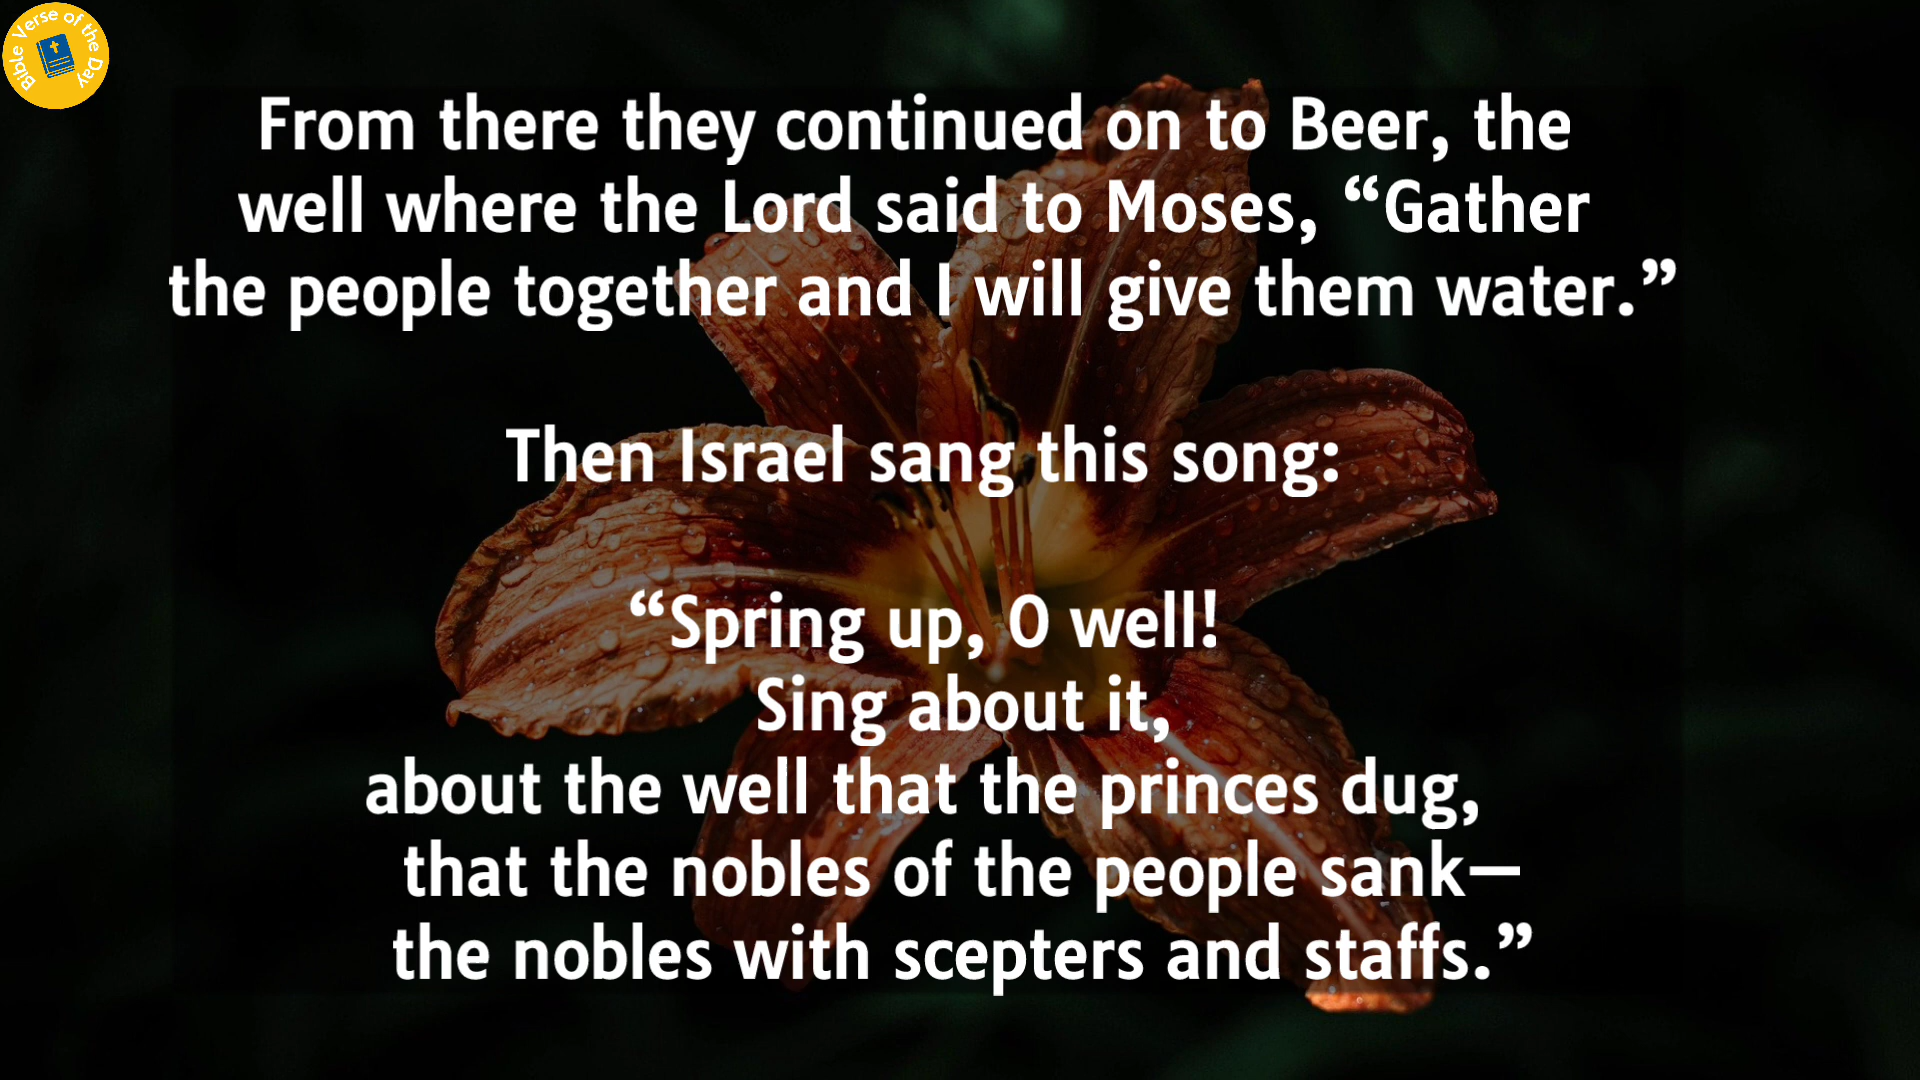 Bible Verse of the Day
From there they continued on to Beer, the
well where the Lord said to Moses, “Gather
the people together and I will give them water.”
Then Israel sang this song:
“Spring up, O well!
Sing about it,
about the well that the princes dug,
that the nobles of the people sank—
the nobles with scepters and staffs.”